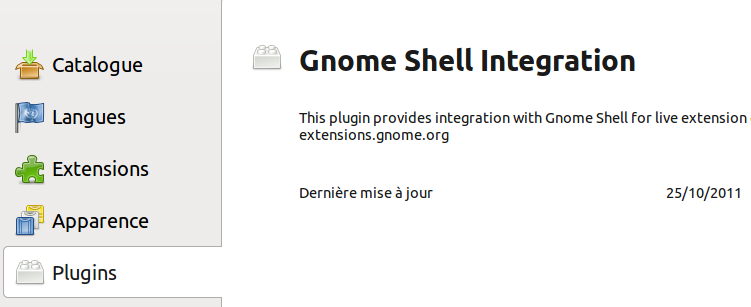 Catalogue
Langues
Extensions
Apparence
Plugins
Gnome Shell Integration
This plugin provides integration with Gnome Shell for live extension
extensions.gnome.org
Dernière mise à jour 25/10/2011